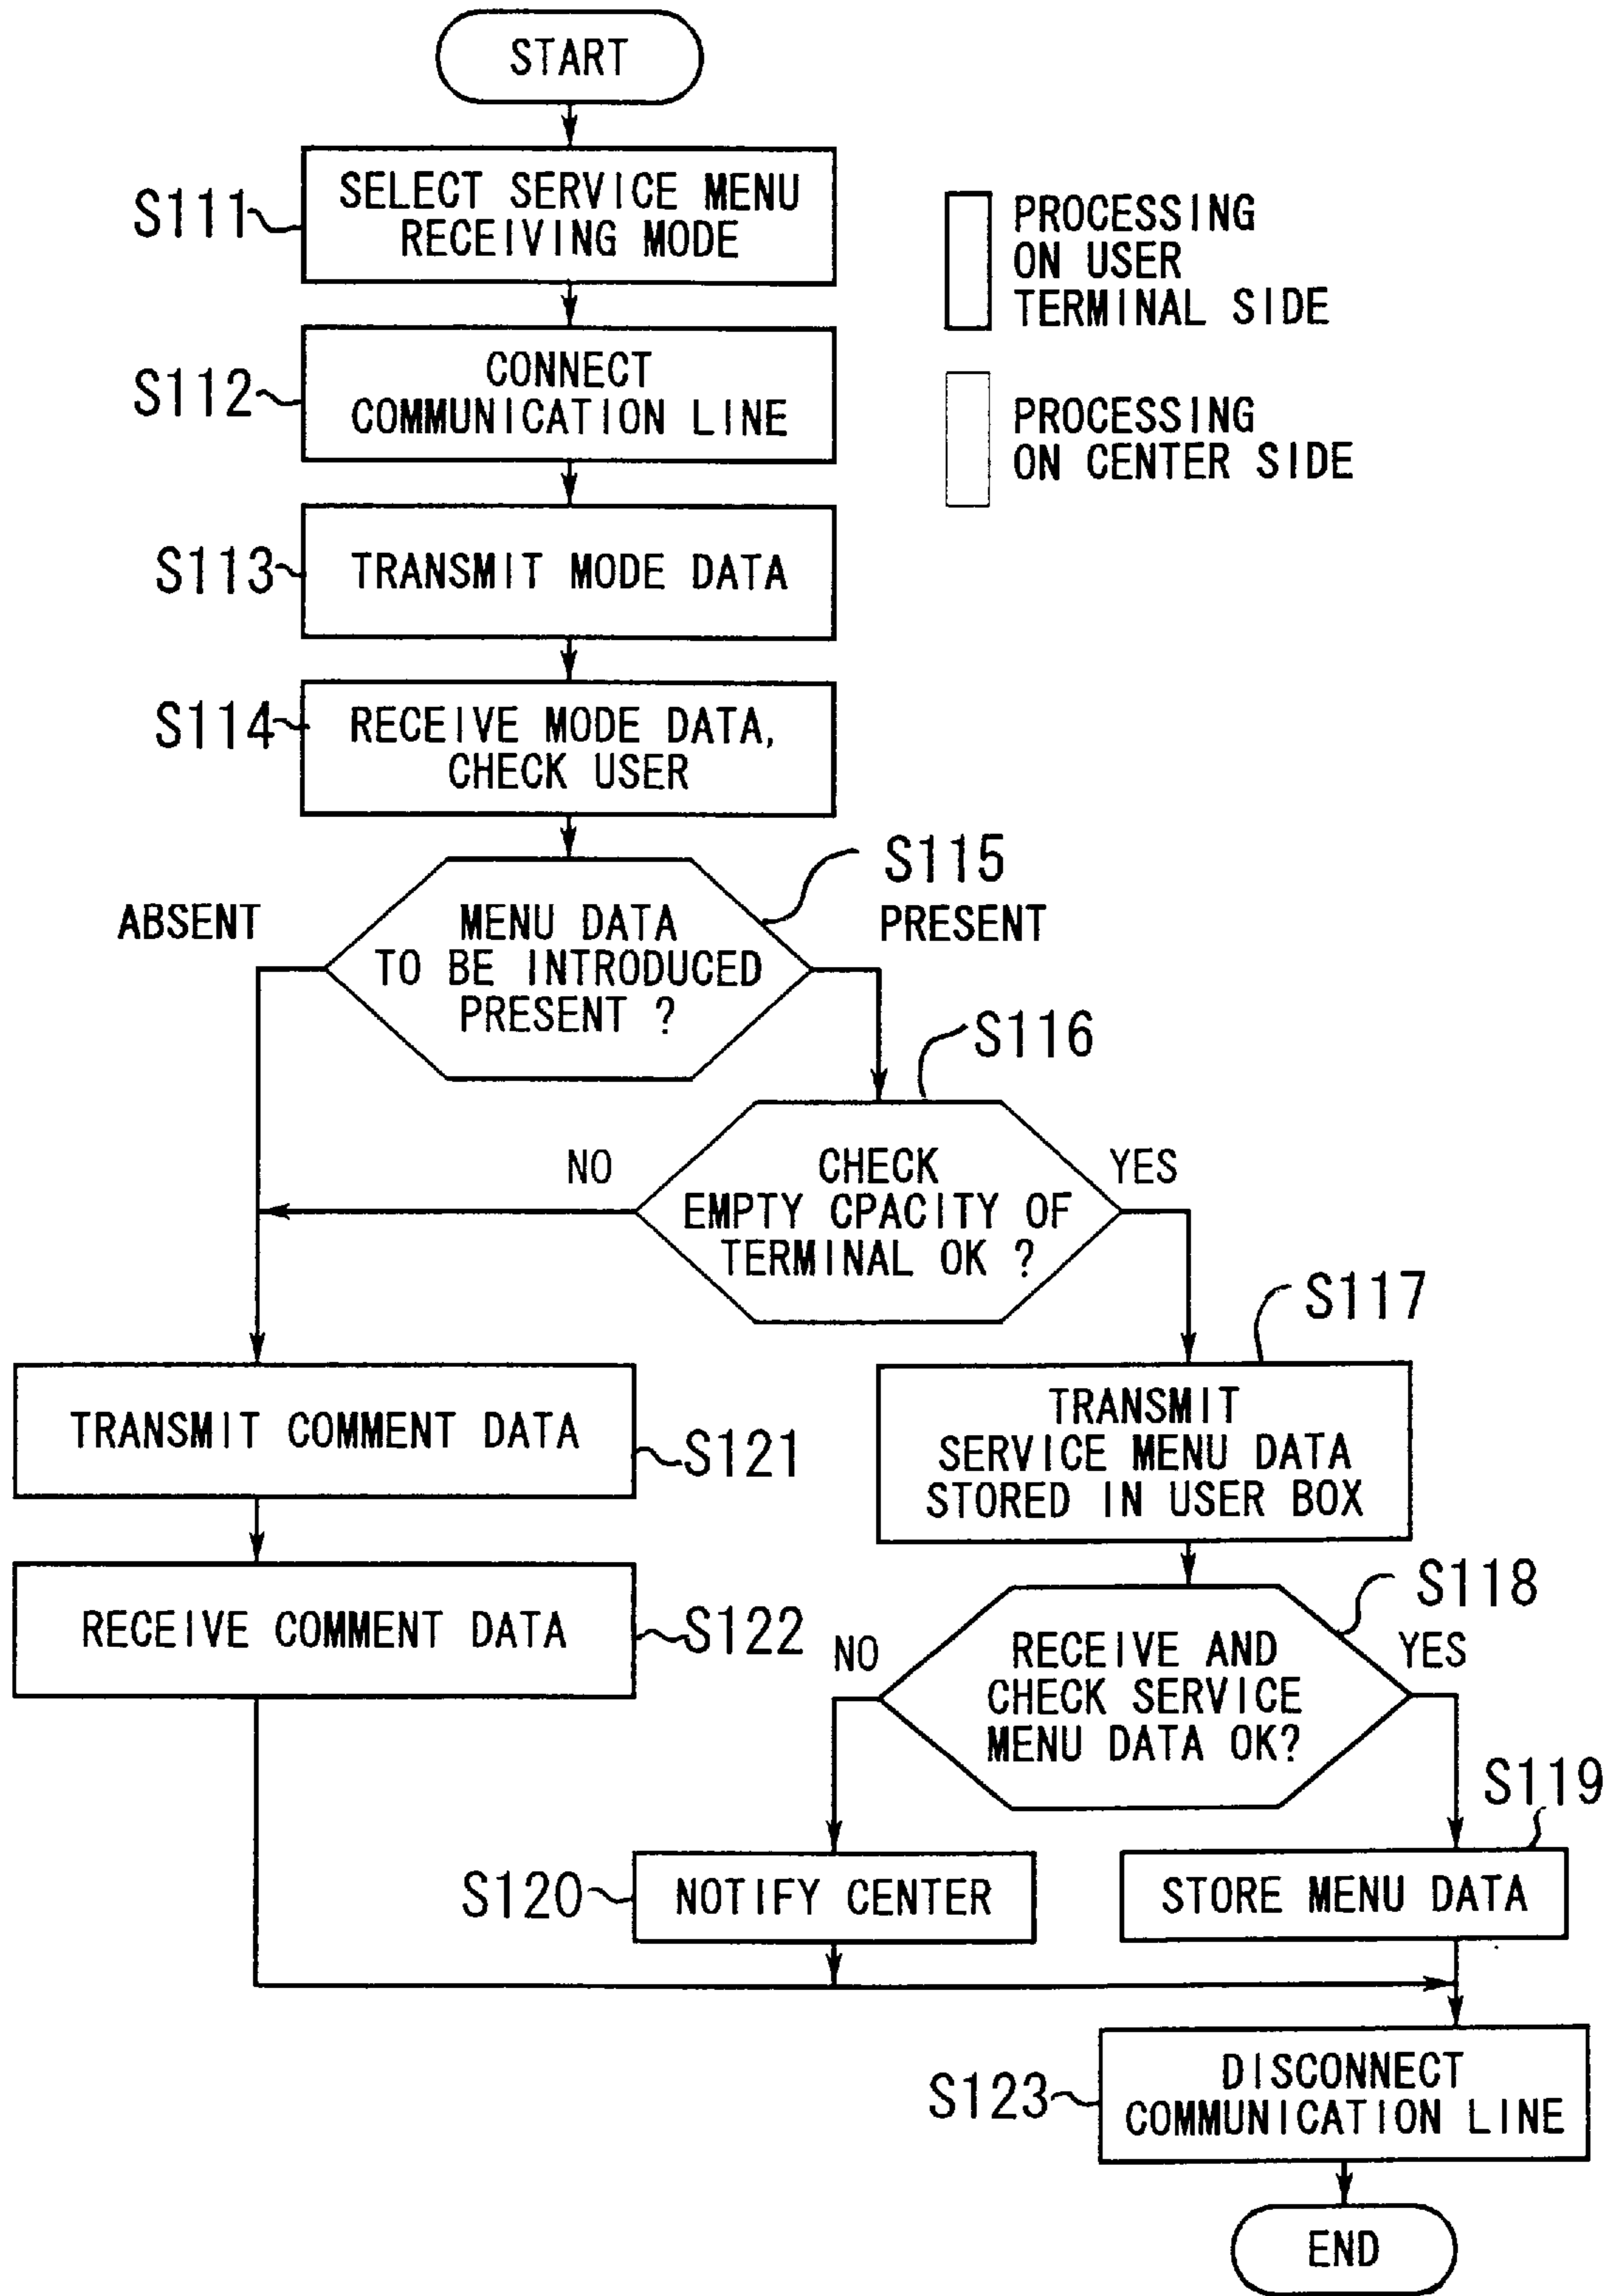 START
S111
SELECT SERVICE MENU
RECEIVING MODE
PROCESSING
ON USER
TERMINAL SIDE
S112
CONNECT
COMMUNICATION LINE
PROCESSING
ON CENTER SIDE
S113
TRANSMIT MODE DATA
S114
RECEIVE MODE DATA,
CHECK USER
S115
ABSENT
MENU DATA
TO BE INTRODUCED
PRESENT ?
PRESENT
S116
NO
CHECK
EMPTY CPACITY OF
TERMINAL OK ?
YES
S117
TRANSMIT COMMENT DATA
S121
TRANSMIT
SERVICE MENU DATA
STORED IN USER BOX
RECEIVE COMMENT DATA
S122
S118
NO
RECEIVE AND
CHECK SERVICE
MENU DATA OK?
YES
S119
S120
NOTIFY CENTER
STORE MENU DATA
S123
DISCONNECT
COMMUNICATION LINE
END